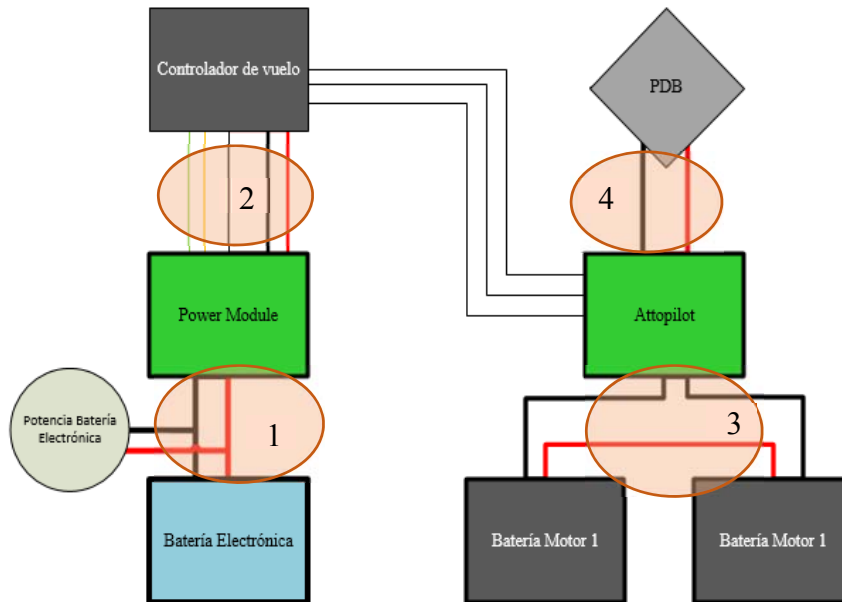 Controlador de vuelo
PDB
2
4
Power Module
Attopilot
Potencia Batería
Electrónica
1
3
Batería Electrónica
Batería Motor 1
Batería Motor 1